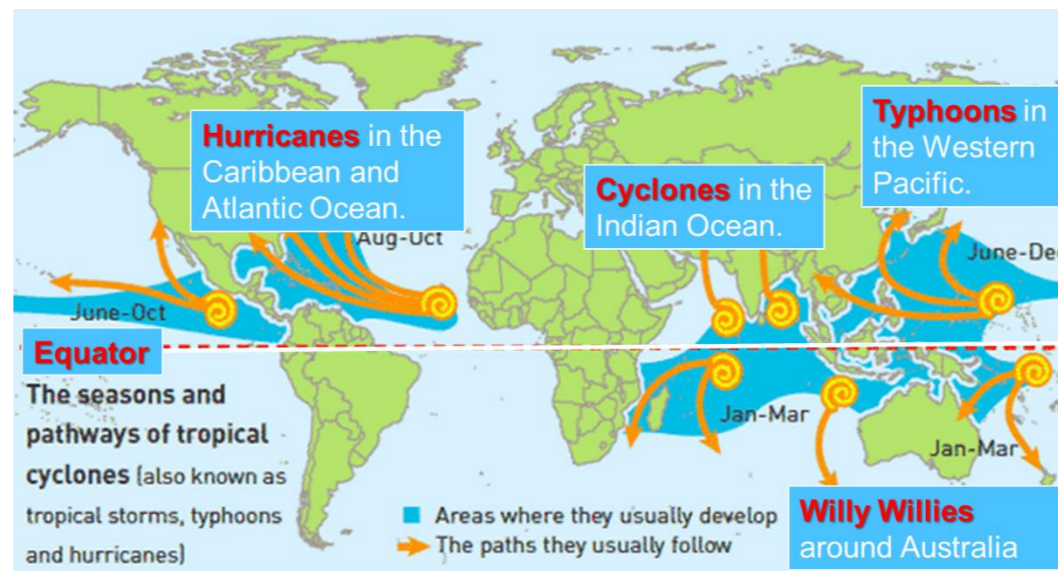 Hurricanes in the
Caribbean and
Atlantic Ocean.
Aug-Oct
Cyclones in the
Indian Ocean.
Typhoons in
the Western
Pacific.
June-Dec
June-Oct
Equator
The seasons and
pathways of tropical
cyclones (also known as
tropical storms, typhoons
and hurricanes)
Jan-Mar
Jan-Mar
Areas where they usually develop
The paths they usually follow
Willy Willies
around Australia